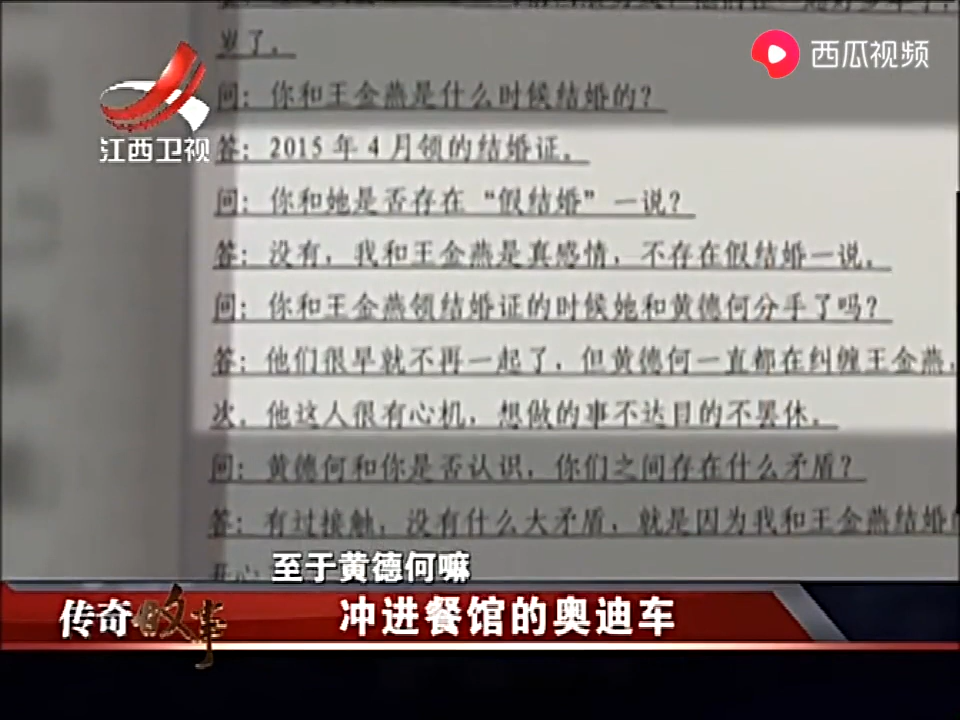 岁了。
西瓜视频
江西卫视
问：你和王金燕是什么时候结婚的？
答：2015年4月领的结婚证。
问：你和她是否存在“假结婚”一说？
答：没有，我和王金燕是真感情，不存在假结婚一说。
问：你和王金燕领结婚证的时候她和黄德何分手了吗？
答：他们很早就不再一起了，但黄德何一直都在纠缠王金燕，
次，他这人很有心机，想做的事不达目的不罢休。
问：黄德何和你是否认识，你们之间存在什么矛盾？
答：有过接触，没有什么大矛盾，就是因为我和王金燕结婚
开心
至于黄德何嘛
传奇故事
冲进餐馆的奥迪车